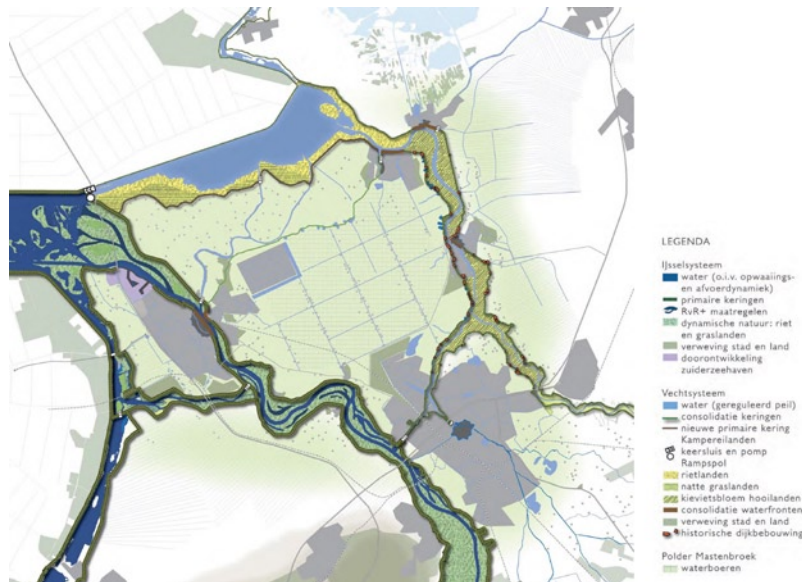 LEGENDA
IJsselsysteem
water (o.i.v. opwaaiings-
en afvoerdynamiek)
primaire keringen
RvR+ maatregelen
dynamische natuur: riet
en graslanden
verweving stad en land
doorontwikkeling
zuiderzeehaven
Vechtsysteem
water (gereguleerd peil)
consolidatie keringen
nieuwe primaire kering
Kampereilanden
keersluis en pomp
Rampspol
rietlanden
natte graslanden
kievietsbloem hooilanden
consolidatie waterfronten
verweving stad en land
historische dijkbebouwing
Polder Mastenbroek
waterboeren